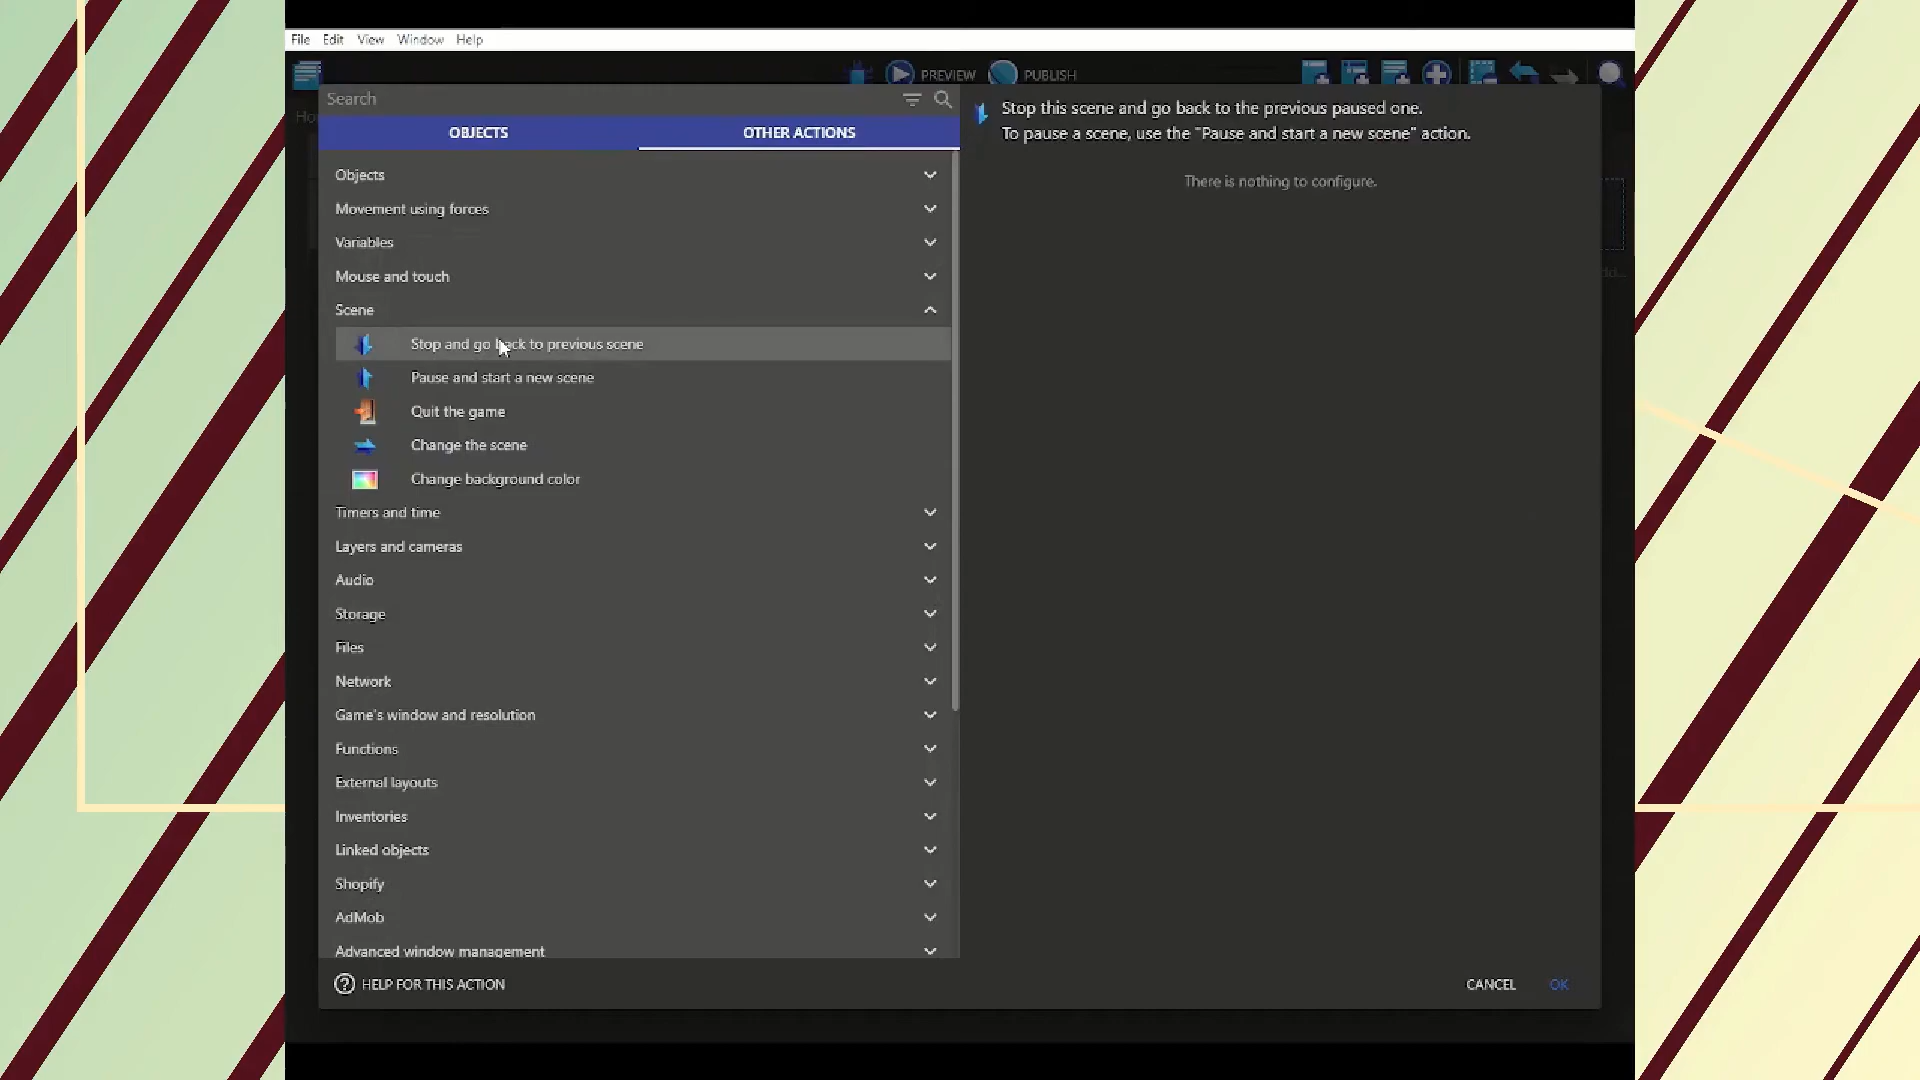 File Edit View Window Help
PREVIEW PUBLISH
Search
OBJECTS OTHER ACTIONS
Objects
Movement using forces
Variables
Mouse and touch
Scene
Stop and go back to previous scene
Pause and start a new scene
Quit the game
Change the scene
Change background color
Timers and time
Layers and cameras
Audio
Storage
Files
Network
Game's window and resolution
Functions
External layouts
Inventories
Linked objects
Shopify
AdMob
Advanced window management
HELP FOR THIS ACTION
Stop this scene and go back to the previous paused one.
To pause a scene, use the "Pause and start a new scene" action.
There is nothing to configure.
CANCEL OK